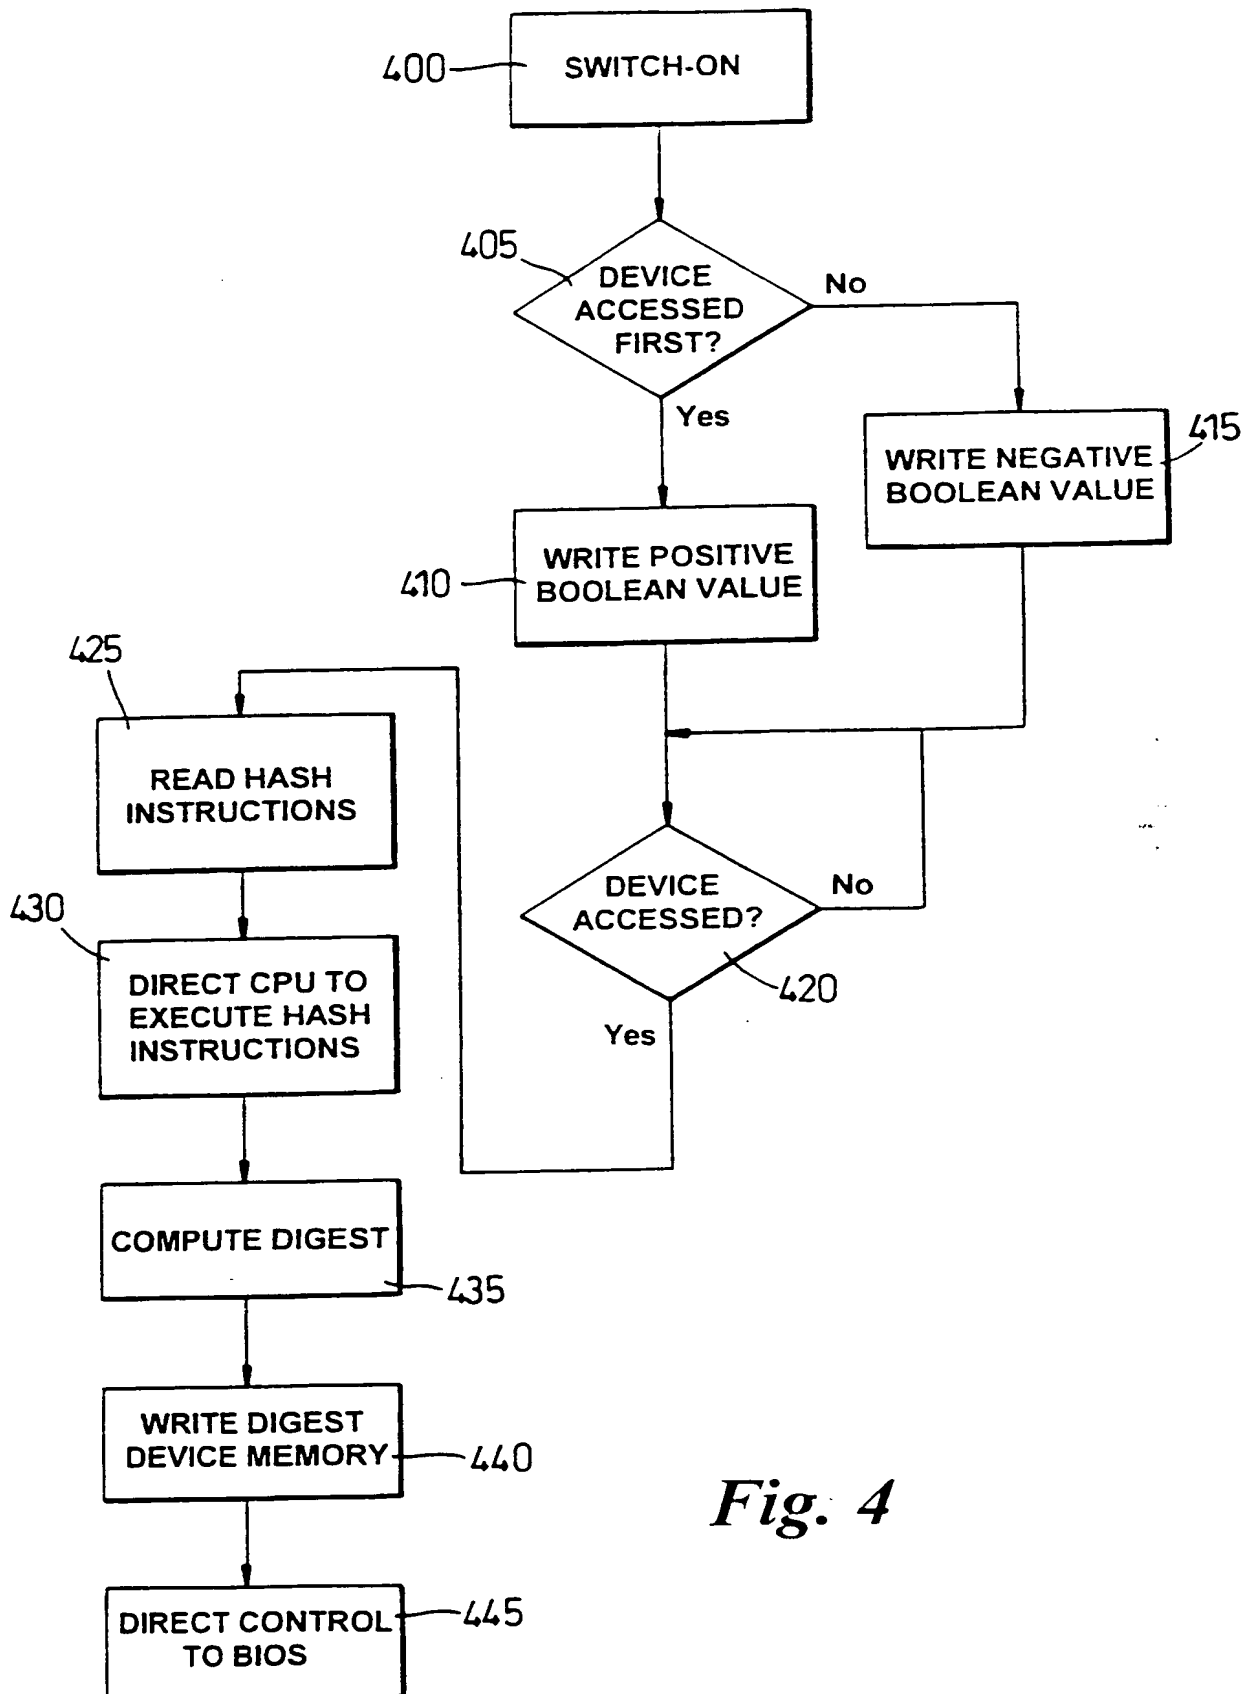 400
SWITCH-ON
405
DEVICE
ACCESSED
FIRST?
No
Yes
415
WRITE NEGATIVE
BOOLEAN VALUE
410
WRITE POSITIVE
BOOLEAN VALUE
425
READ HASH
INSTRUCTIONS
DEVICE
ACCESSED?
No
420
Yes
430
DIRECT CPU TO
EXECUTE HASH
INSTRUCTIONS
COMPUTE DIGEST
435
WRITE DIGEST
DEVICE MEMORY
440
Fig. 4
DIRECT CONTROL
TO BIOS
445